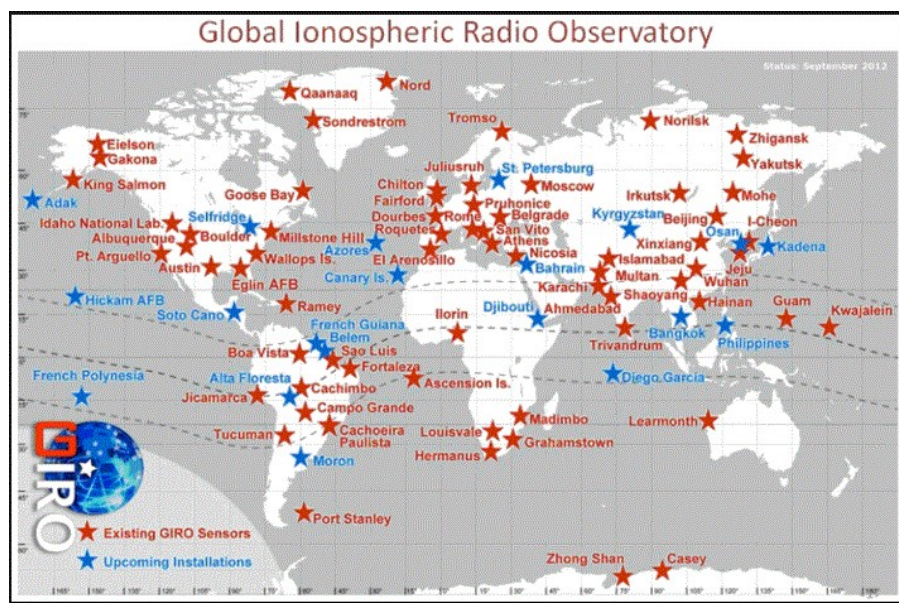 Global Ionospheric Radio Observatory
Status: September 2012
Nord
Qaanaaq
Sondrestrom
Tromso
Norilsk
Zhigansk
Eielson
Gakona
Yakutsk
Juliusruh
St. Petersburg
King Salmon
Goose Bay
Chilton
Moscow
Irkutsk
Mohe
Adak
Fairford
Pruhonice
Kyrgyzstan
Beijing
I-Cheon
Idaho National Lab.
Selfridge
Dourbes
Rome
Belgrade
Osan
Albuquerque
Boulder
Millstone Hill
Roquetes
San Vito
Xinxiang
Kadena
Azores
Athens
Pt. Arguello
Wallops Is.
El Arenosillo
Nicosia
Islamabad
Austin
Canary Is.
Bahrain
Multan
Jeju
Eglin AFB
Karachi
Wuhan
Hickam AFB
Ramey
Shaoyang
Hainan
Guam
Soto Cano
Djibouti
Ahmedabad
Kwajalein
French Guiana
Ilorin
Trivandrum
Bangkok
Philippines
Belem
Boa Vista
Sao Luis
Fortaleza
French Polynesia
Alta Floresta
Ascension Is.
Diego Garcia
Jicamarca
Cachimbo
Campo Grande
Madimbo
Learmonth
Tucuman
Cachoeira
Paulista
Louisvale
Grahamstown
Hermanus
Moron
GIRO
Port Stanley
Existing GIRO Sensors
Upcoming Installations
Zhong Shan
Casey